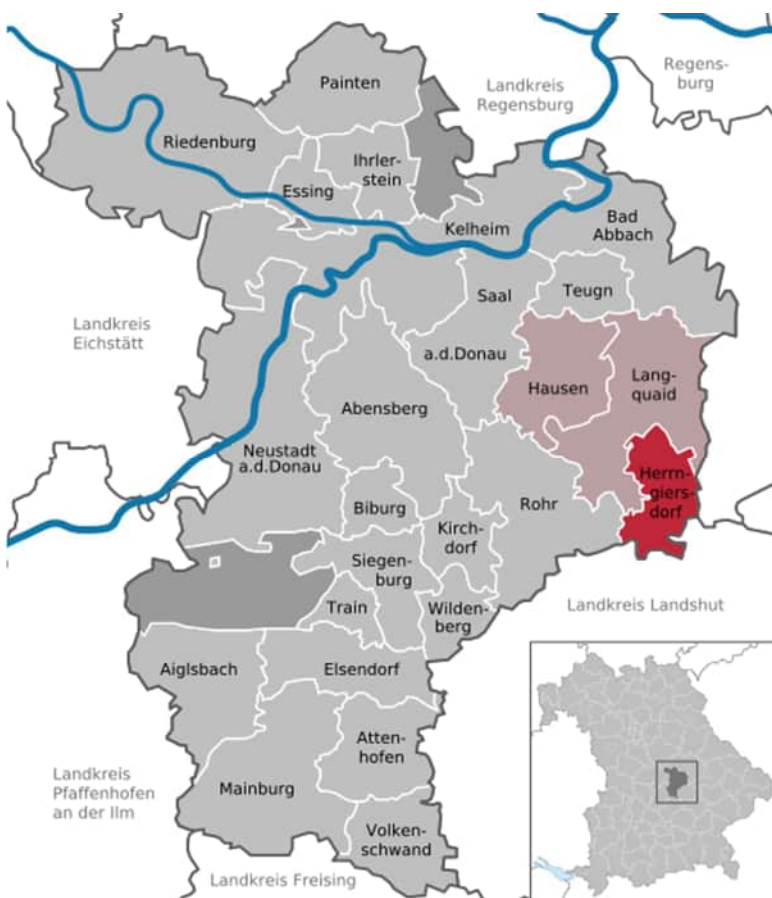 Painten
Landkreis
Regensburg
Regens-
burg
Riedenburg
Ihrler-
stein
Essing
Kelheim
Bad
Abbach
Saal
a.d.Donau
Teugn
Landkreis
Eichstätt
Hausen
Lang-
quaid
Abensberg
Neustadt
a.d.Donau
Herrn-
giers-
dorf
Biburg
Rohr
Kirch-
dorf
Siegen-
burg
Train
Wilden-
berg
Landkreis Landshut
Aiglsbach
Elsendorf
Atten-
hofen
Landkreis
Pfaffenhofen
an der Ilm
Mainburg
Volken-
schwand
Landkreis Freising